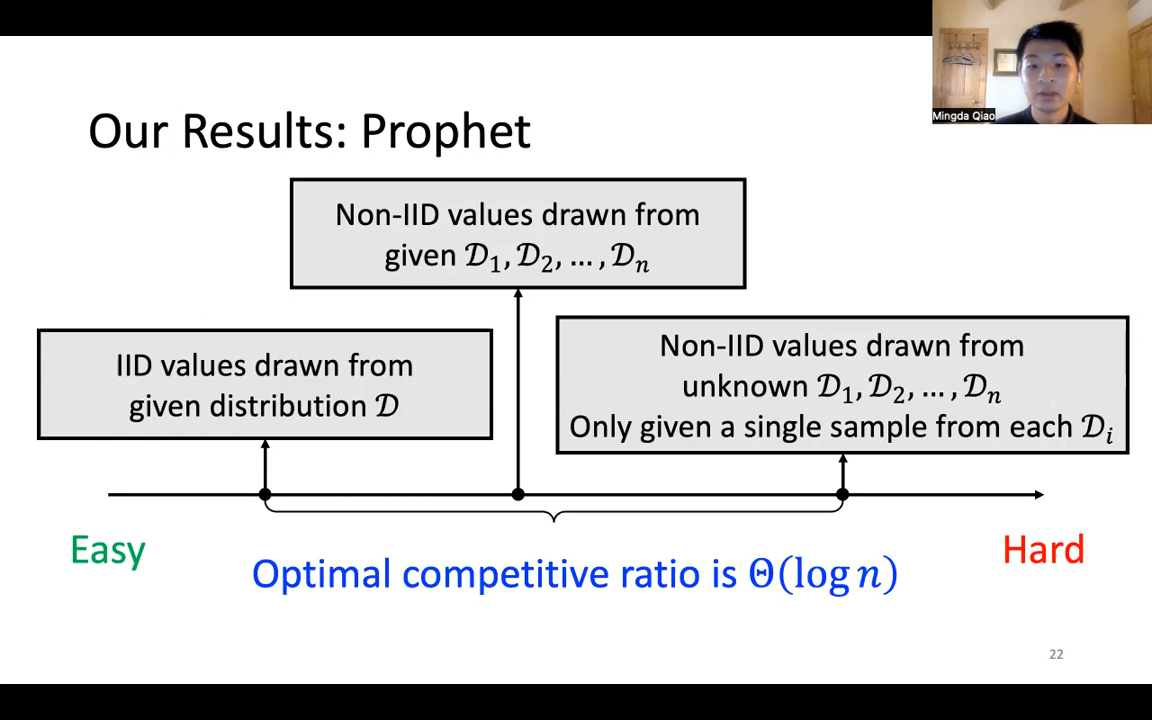 Mingda Qiao
Our Results: Prophet
Non-IID values drawn from
given 𝒟₁, 𝒟₂, … , 𝒟ₙ
IID values drawn from
given distribution 𝒟
Non-IID values drawn from
unknown 𝒟₁, 𝒟₂, … , 𝒟ₙ
Only given a single sample from each 𝒟ᵢ
Easy
Hard
Optimal competitive ratio is Θ(log n)
22